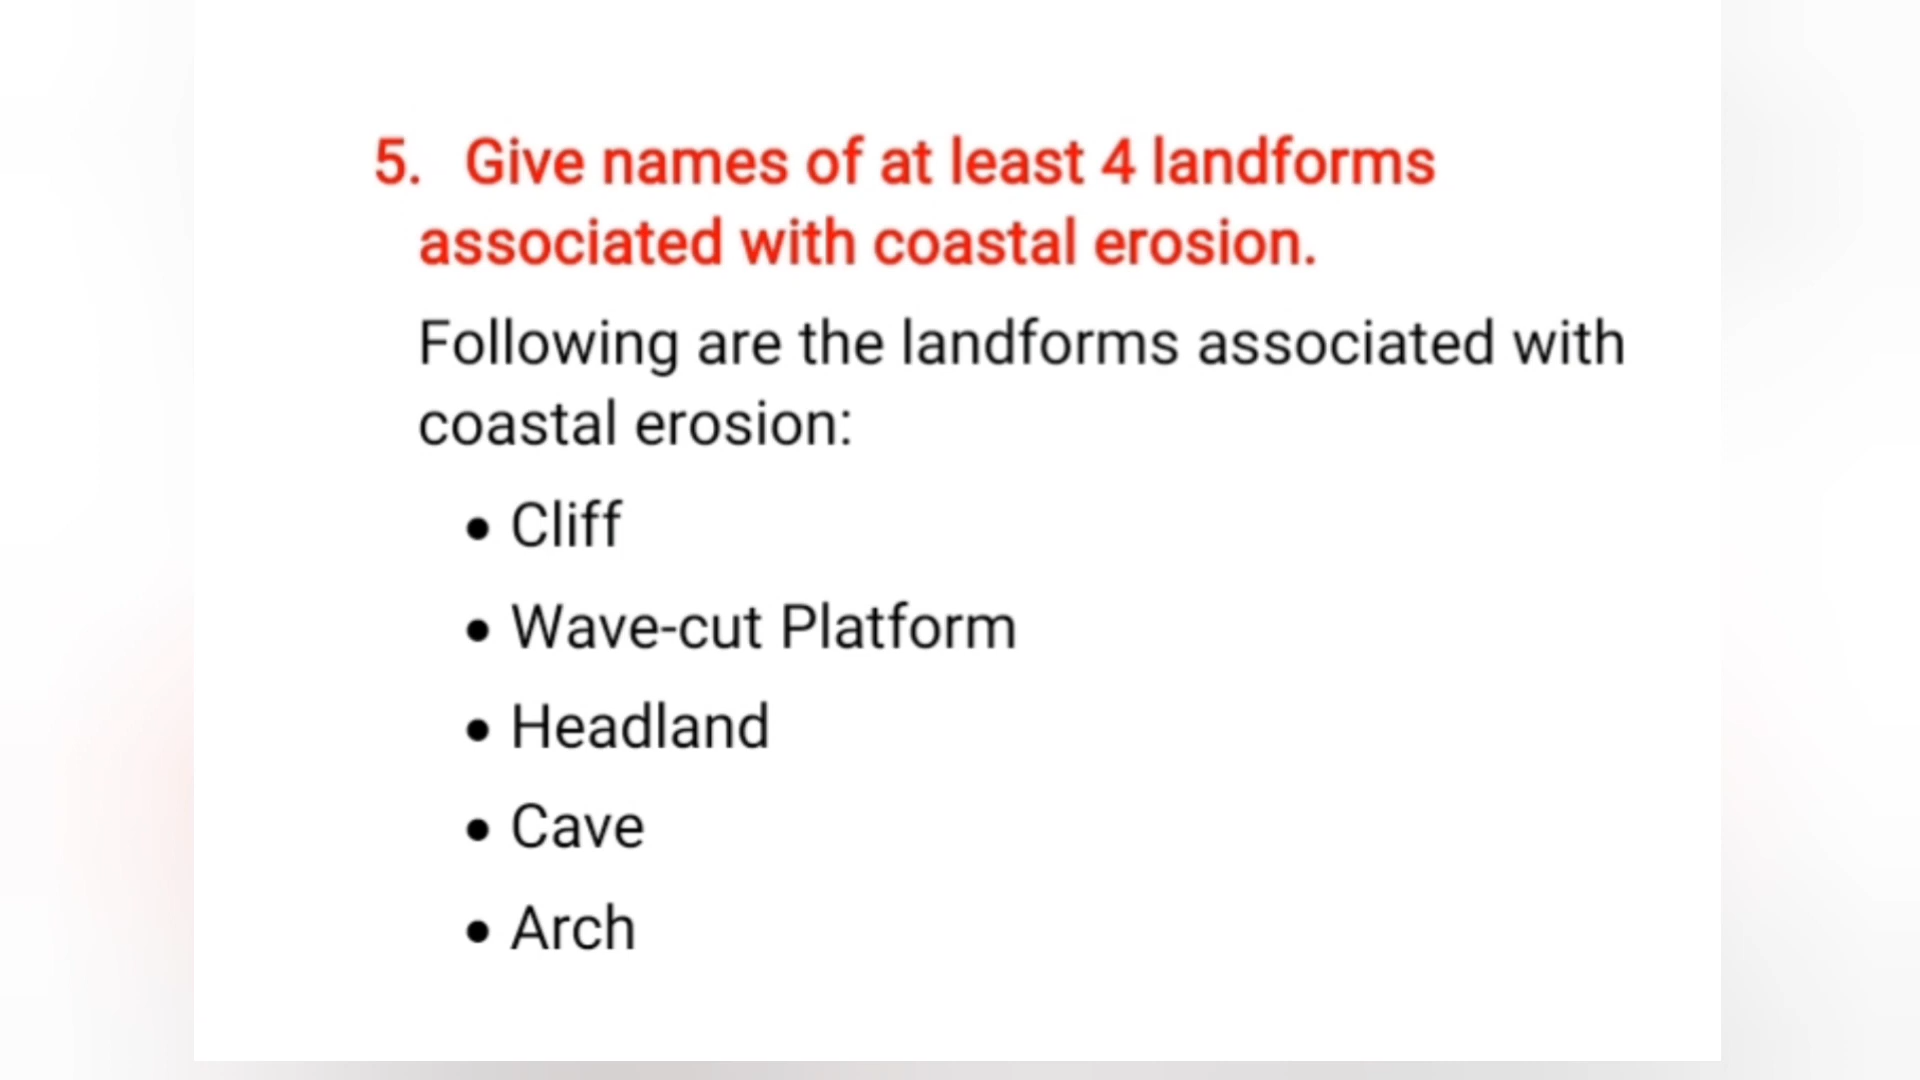 5. Give names of at least 4 landforms
associated with coastal erosion.
Following are the landforms associated with
coastal erosion:
• Cliff
• Wave-cut Platform
• Headland
• Cave
• Arch